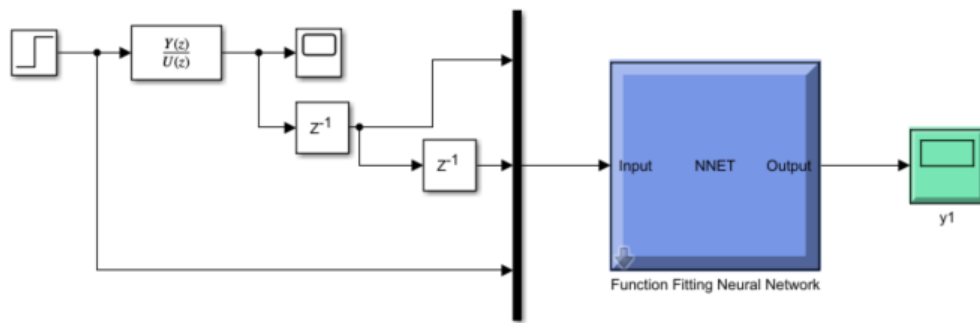 Y(z)
U(z)
Z-1
Z-1
Input NNET Output
y1
Function Fitting Neural Network